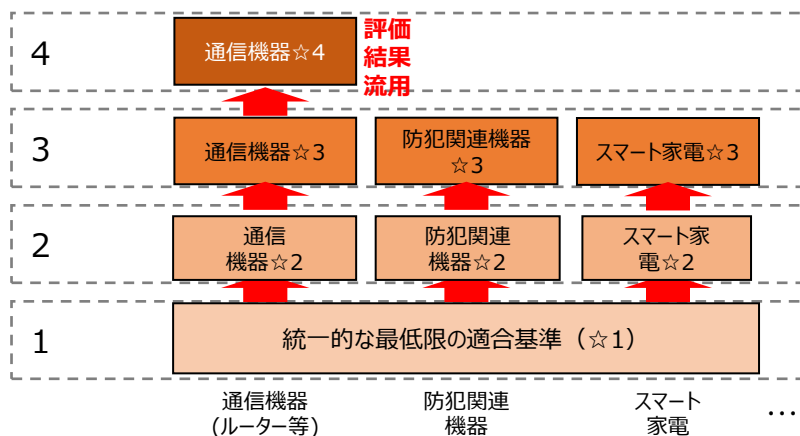 4
通信機器☆4
評価
結果
流用
3
通信機器☆3
防犯関連機器
☆3
スマート家電☆3
2
通信
機器☆2
防犯関連
機器☆2
スマート家
電☆2
1
統一的な最低限の適合基準（☆1）
通信機器
(ルーター等)
防犯関連
機器
スマート
家電
…